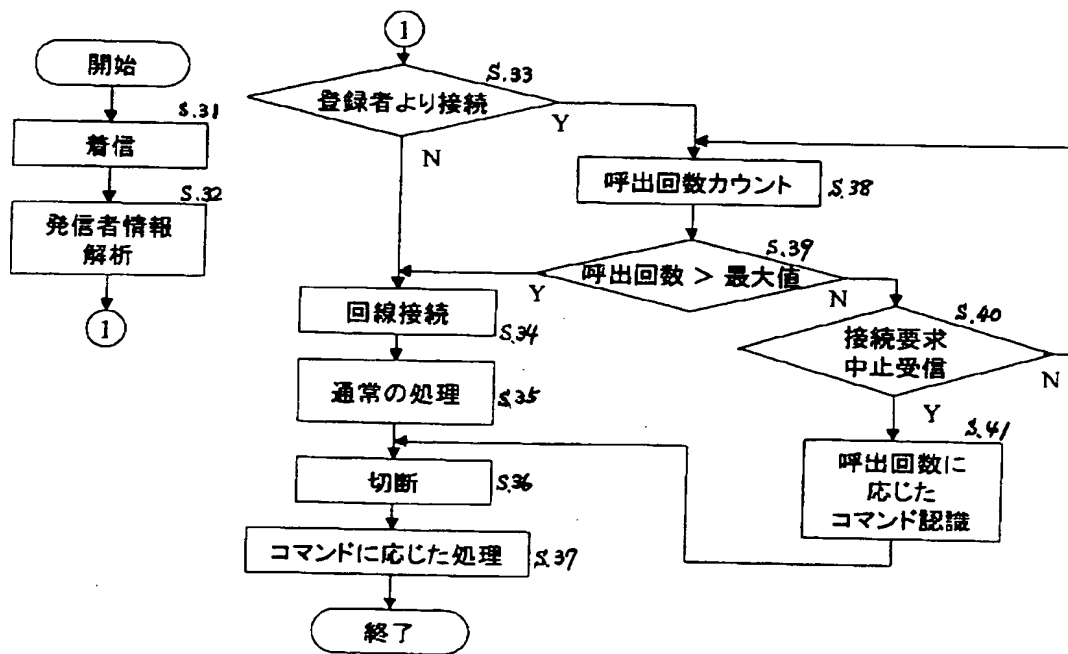 開始
S.31
着信
S.32
発信者情報
解析
1
1
S.33
登録者より接続
Y
N
呼出回数カウント
S.38
S.39
呼出回数 > 最大値
Y
N
回線接続
S.34
S.40
接続要求
中止受信
N
Y
通常の処理
S.35
S.41
呼出回数に
応じた
コマンド認識
切断
S.36
コマンドに応じた処理
S.37
終了